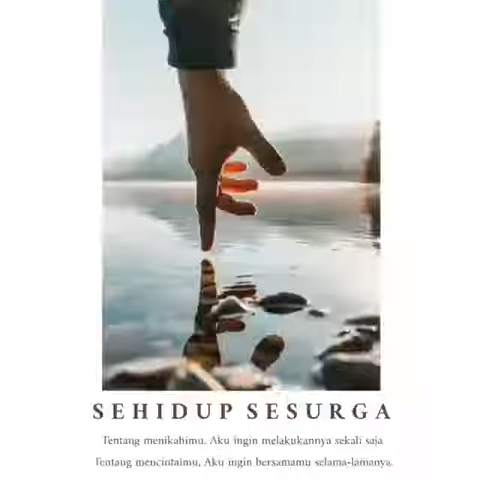 SEHIDUP SESURGA
Tentang menikahimu, Aku ingin melakukannya sekali saja
Tentang mencintaimu, Aku ingin bersamamu selama-lamanya.